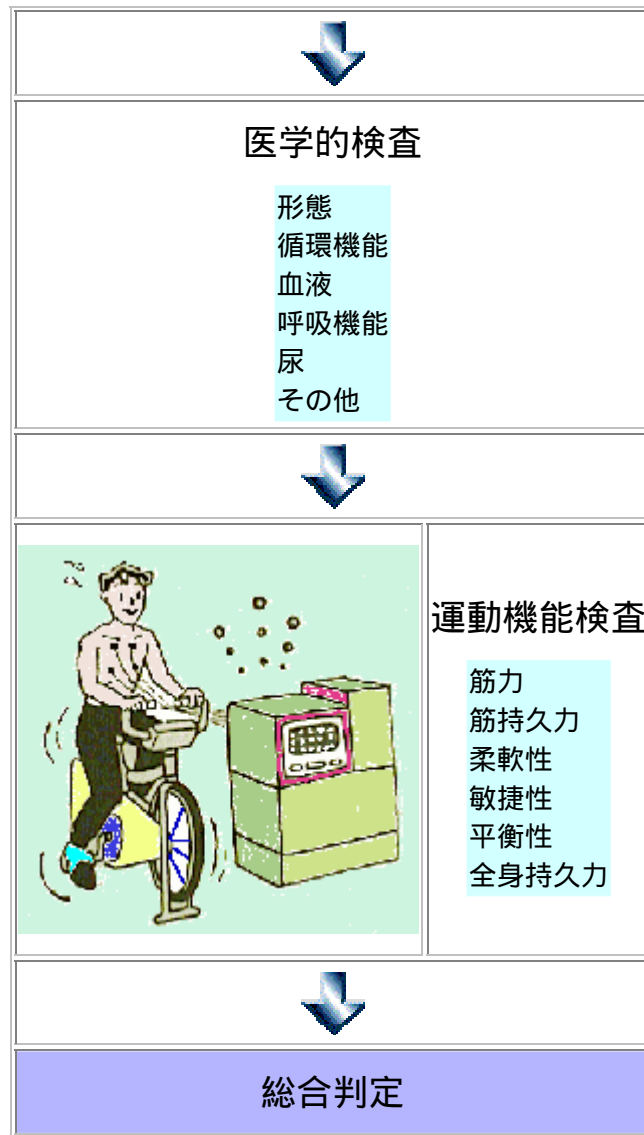 医学的検査
形態
循環機能
血液
呼吸機能
尿
その他
運動機能検査
筋力
筋持久力
柔軟性
敏捷性
平衡性
全身持久力
総合判定